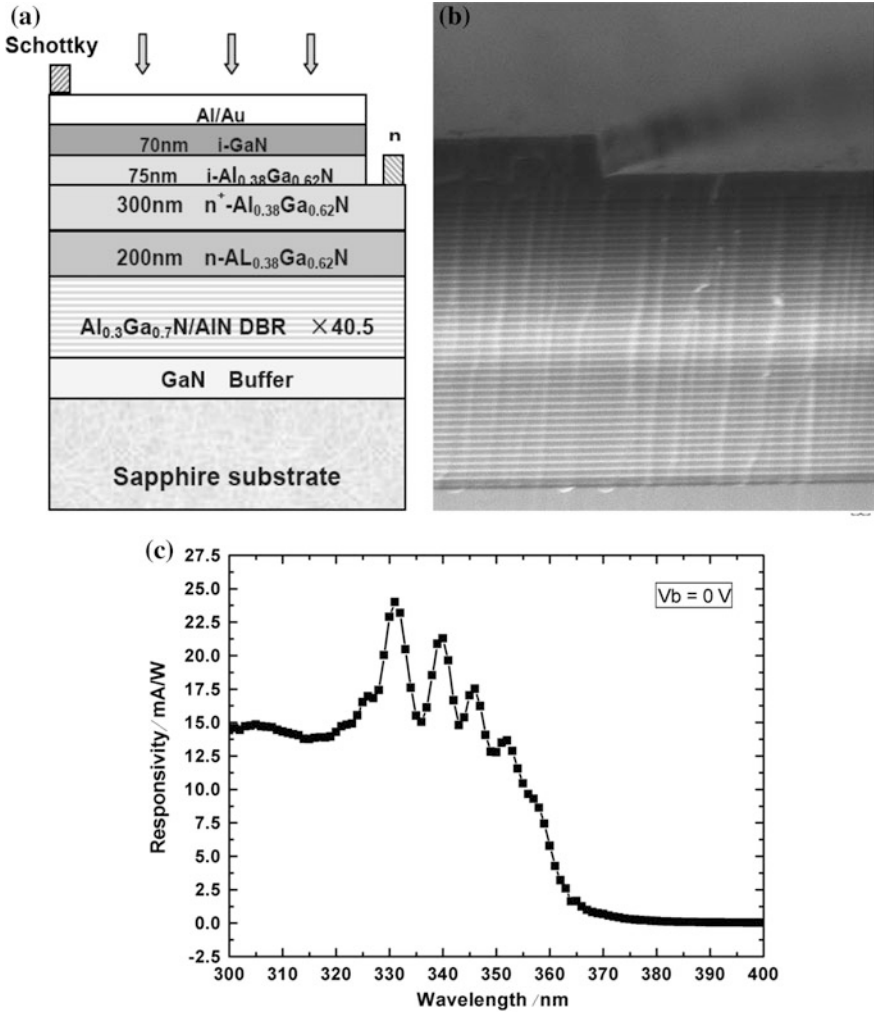 (a)
Schottky
Al/Au
n
70nm i-GaN
75nm i-Al0.38Ga0.62N
300nm n+-Al0.38Ga0.62N
200nm n-AL0.38Ga0.62N
Al0.3Ga0.7N/AlN DBR ×40.5
GaN Buffer
Sapphire substrate
(b)
(c)
Vb = 0 V
27.5
25.0
22.5
20.0
17.5
15.0
12.5
10.0
7.5
5.0
2.5
0.0
-2.5
Responsivity/ mA/W
300 310 320 330 340 350 360 370 380 390 400
Wavelength /nm